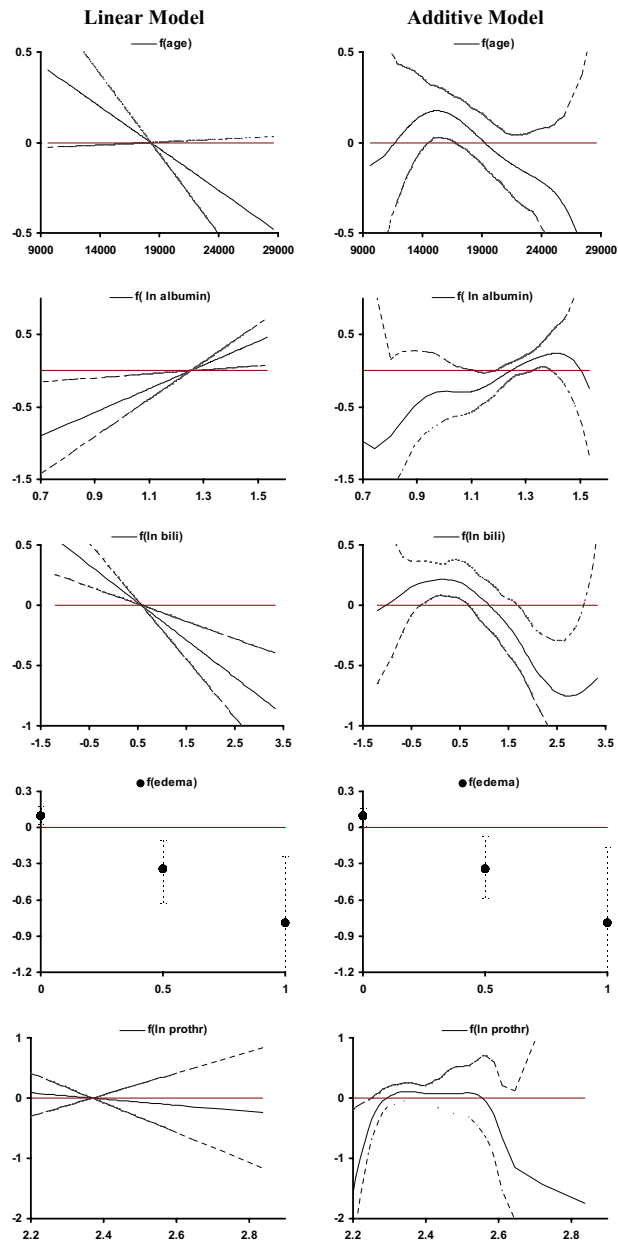 Linear Model Additive Model
f(age) f(age)
0.5 0.5
0 0
-0.5 -0.5
9000 14000 19000 24000 29000 9000 14000 19000 24000 29000
f( ln albumin) f( ln albumin)
0.5 0.5
-0.5 -0.5
-1.5 -1.5
0.7 0.9 1.1 1.3 1.5 0.7 0.9 1.1 1.3 1.5
f(ln bili) f(ln bili)
0.5 0.5
0 0
-0.5 -0.5
-1 -1
-1.5 -0.5 0.5 1.5 2.5 3.5 -1.5 -0.5 0.5 1.5 2.5 3.5
f(edema) f(edema)
0.3 0.3
0 0
-0.3 -0.3
-0.6 -0.6
-0.9 -0.9
-1.2 -1.2
0 0.5 1 0 0.5 1
f(ln prothr) f(ln prothr)
1 1
0 0
-1 -1
-2 -2
2.2 2.4 2.6 2.8 2.2 2.4 2.6 2.8